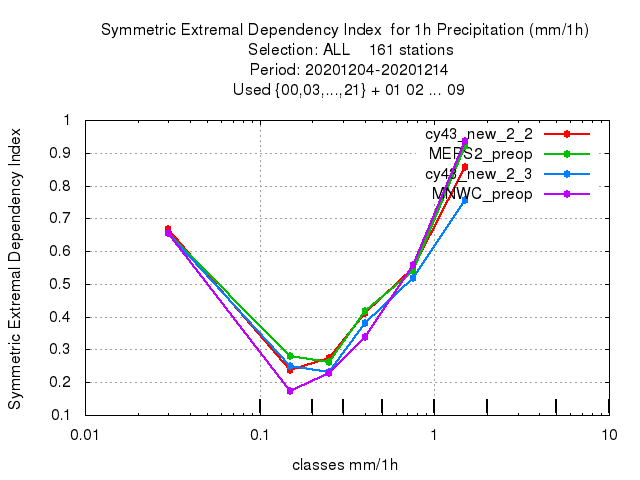 Symmetric Extremal Dependency Index for 1h Precipitation (mm/1h)
Selection: ALL 161 stations
Period: 20201204-20201214
Used {00,03,...,21} + 01 02 ... 09
Symmetric Extremal Dependency Index
1
0.9
0.8
0.7
0.6
0.5
0.4
0.3
0.2
0.1
cy43_new_2_2
MEPS2_preop
cy43_new_2_3
MNWC_preop
0.01 0.1 1 10
classes mm/1h